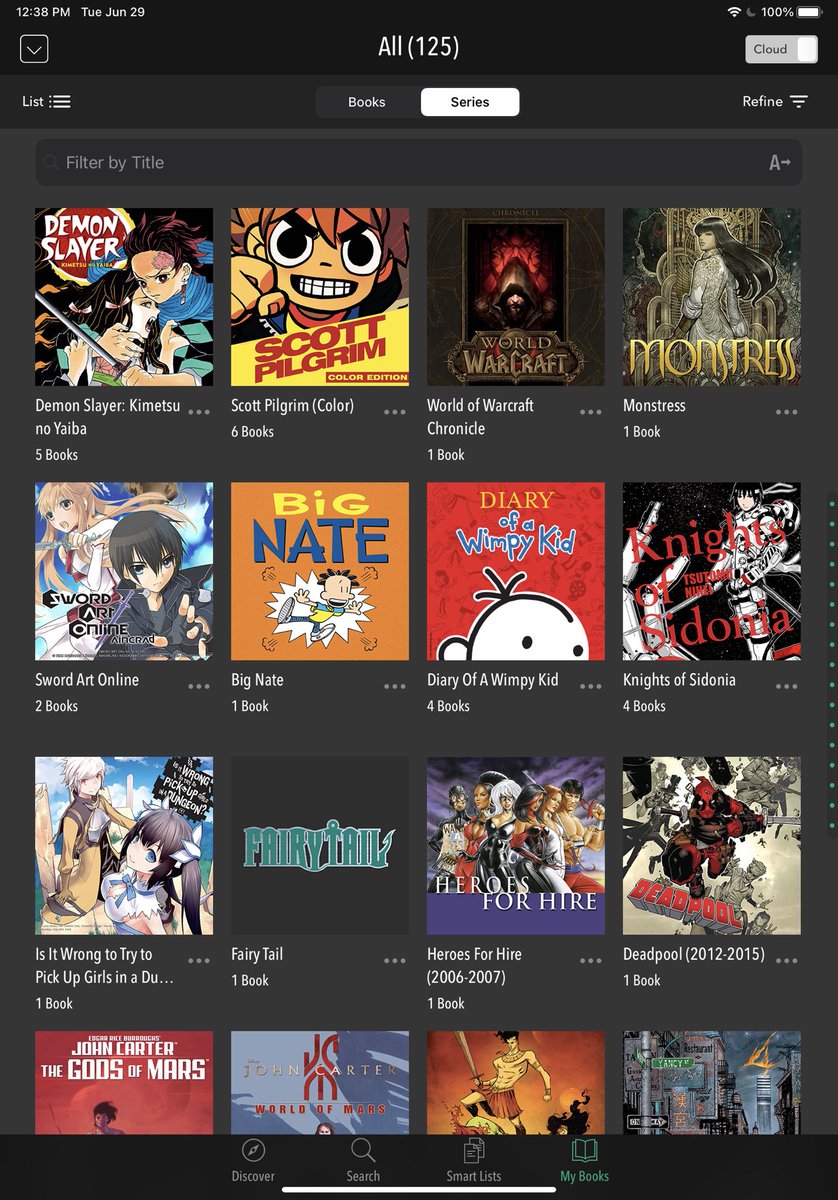 12:38 PM Tue Jun 29
100%
All (125)
Cloud
List
Books
Series
Refine
Filter by Title
A
DEMON
SLAYER
KIMETSU NO YAIBA
SCOTT
PILGRIM
COLOR EDITION
CHRONICLE
WORLD
WARCRAFT
MONSTRESS
Demon Slayer: Kimetsu
no Yaiba
5 Books
Scott Pilgrim (Color)
6 Books
World of Warcraft
Chronicle
1 Book
Monstress
1 Book
SWORD
ART
ONLINE
AINCRAD
BiG
NATE
DIARY
of a
Wimpy Kid
Knights
of
Sidonia
TSUTOMU
NIHEI
Sword Art Online
2 Books
Big Nate
1 Book
Diary Of A Wimpy Kid
4 Books
Knights of Sidonia
4 Books
IS IT WRONG
TO TRY TO
PICK UP GIRLS
IN A DUNGEON?
FAIRY TAIL
HEROES
FOR HIRE
DEADPOOL
Is It Wrong to Try to
Pick Up Girls in a Du...
1 Book
Fairy Tail
1 Book
Heroes For Hire
(2006-2007)
1 Book
Deadpool (2012-2015)
1 Book
EDGAR RICE BURROUGHS'
JOHN CARTER™
THE GODS OF MARS™
Disney
JOHN CARTER
WORLD OF MARS
Restaurant
YANCY ST
ONE WAY
Discover
Search
Smart Lists
My Books